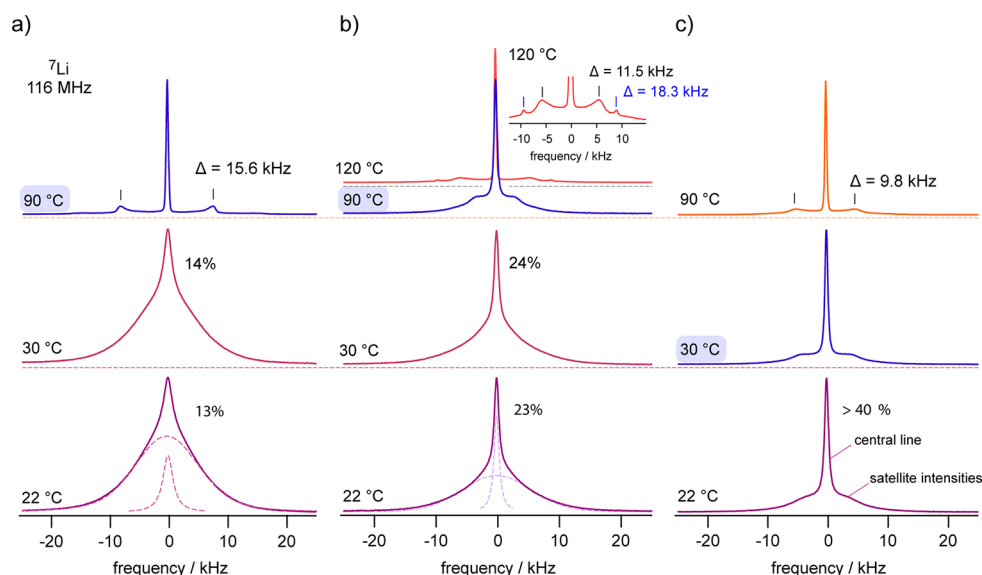 a)
b)
c)
⁷Li
116 MHz
120 °C
Δ = 11.5 kHz
Δ = 18.3 kHz
-10 -5 0 5 10
frequency / kHz
Δ = 15.6 kHz
90 °C
120 °C
90 °C
Δ = 9.8 kHz
90 °C
14%
30 °C
24%
30 °C
30 °C
13%
22 °C
23%
22 °C
> 40 %
central line
satellite intensities
22 °C
-20 -10 0 10 20
-20 -10 0 10 20
-20 -10 0 10 20
frequency / kHz
frequency / kHz
frequency / kHz